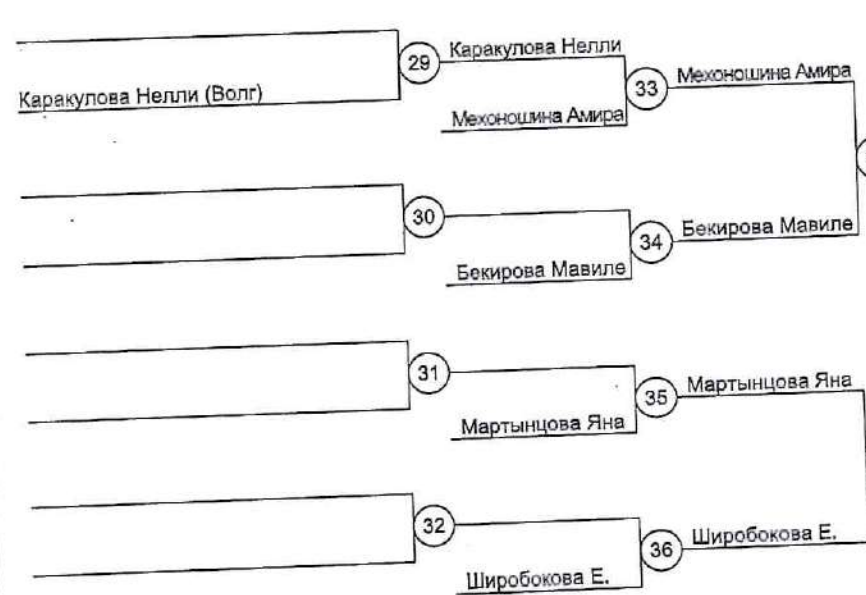 29
Каракулова Нелли
Каракулова Нелли (Волг)
33
Мехоношина Амира
Мехоношина Амира
30
34
Бекирова Мавиле
Бекирова Мавиле
31
35
Мартынцова Яна
Мартынцова Яна
32
36
Широбокова Е.
Широбокова Е.